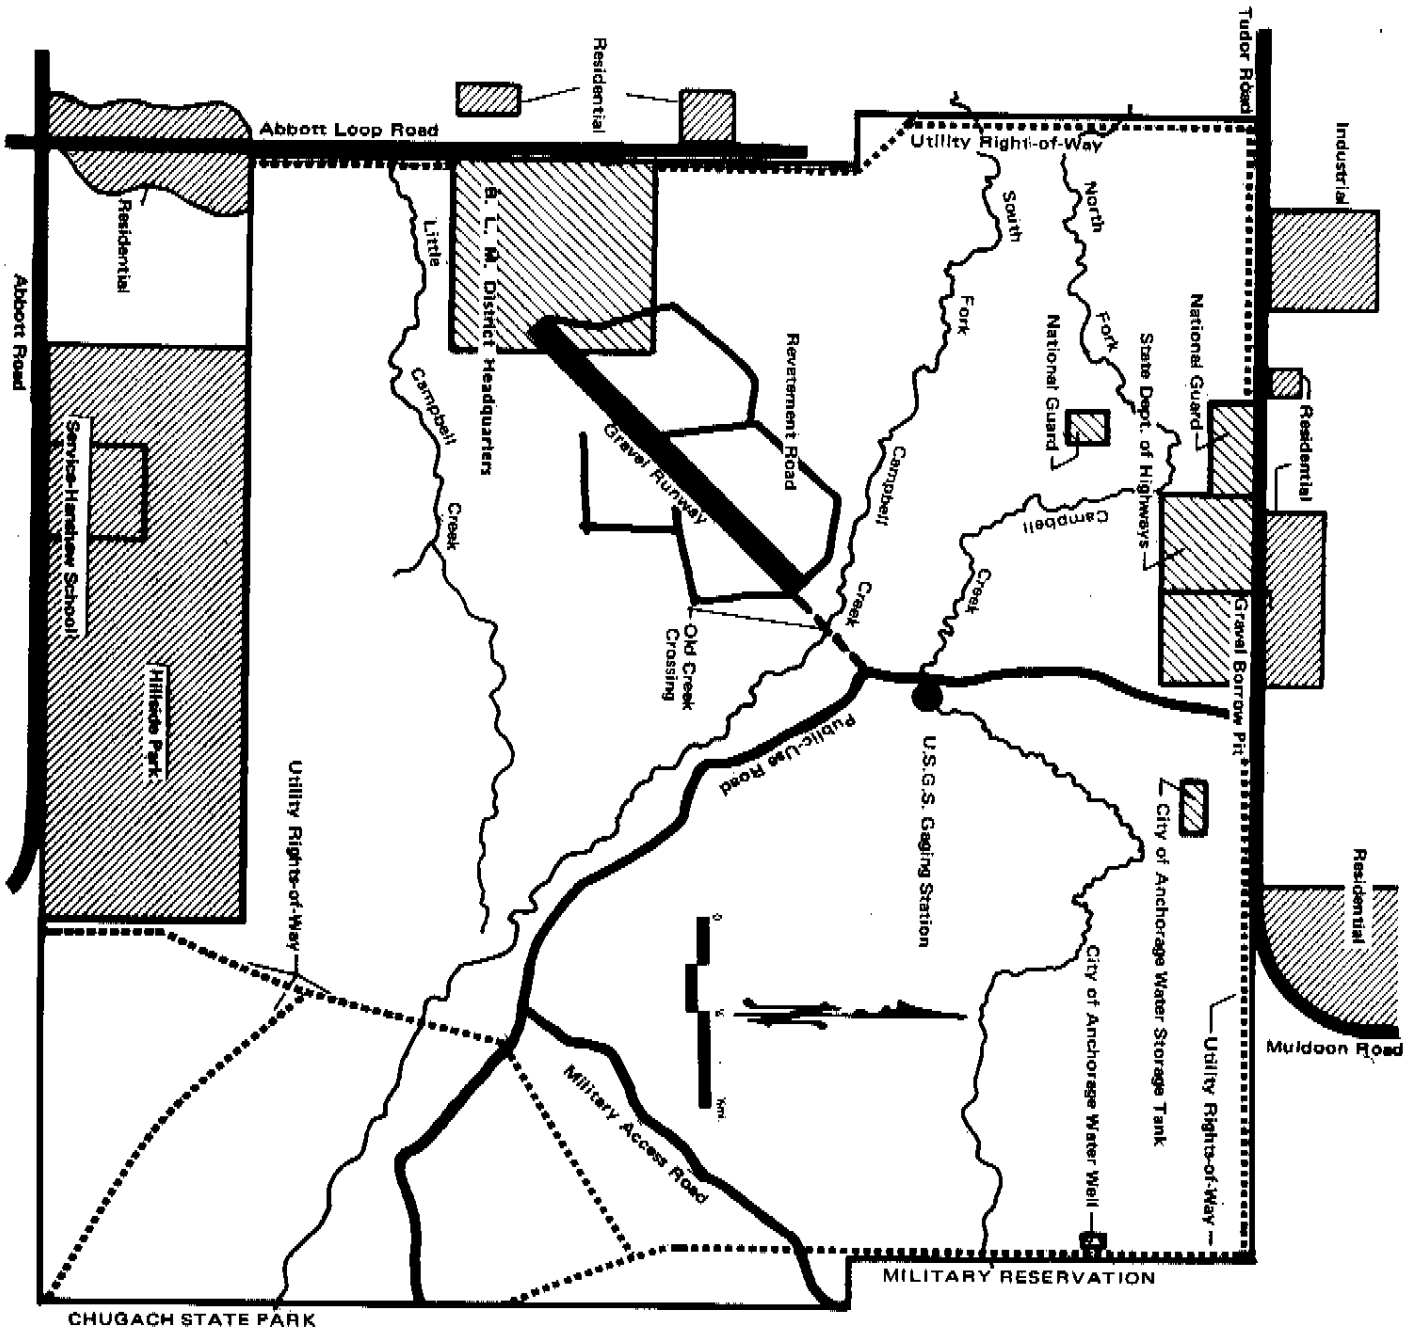 Tudor Road
Industrial
Residential
Residential
Muldoon Road
Residential
Abbott Loop Road
Utility Right-of-Way
North
Fork
Campbell
Creek
South
Fork
Campbell
Creek
National Guard
National Guard
State Dept. of Highways
Gravel Borrow Pit
City of Anchorage Water Storage Tank
Utility Rights-of-Way
City of Anchorage Water Well
U.S.G.S. Gaging Station
Public-Use Road
Old Creek
Crossing
Revetement Road
Gravel Runway
B. L. M. District Headquarters
Little
Campbell
Creek
Residential
Abbott Road
Service-Hanshew School
Hillside Park
Utility Rights-of-Way
Military Access Road
0
MILITARY RESERVATION
CHUGACH STATE PARK